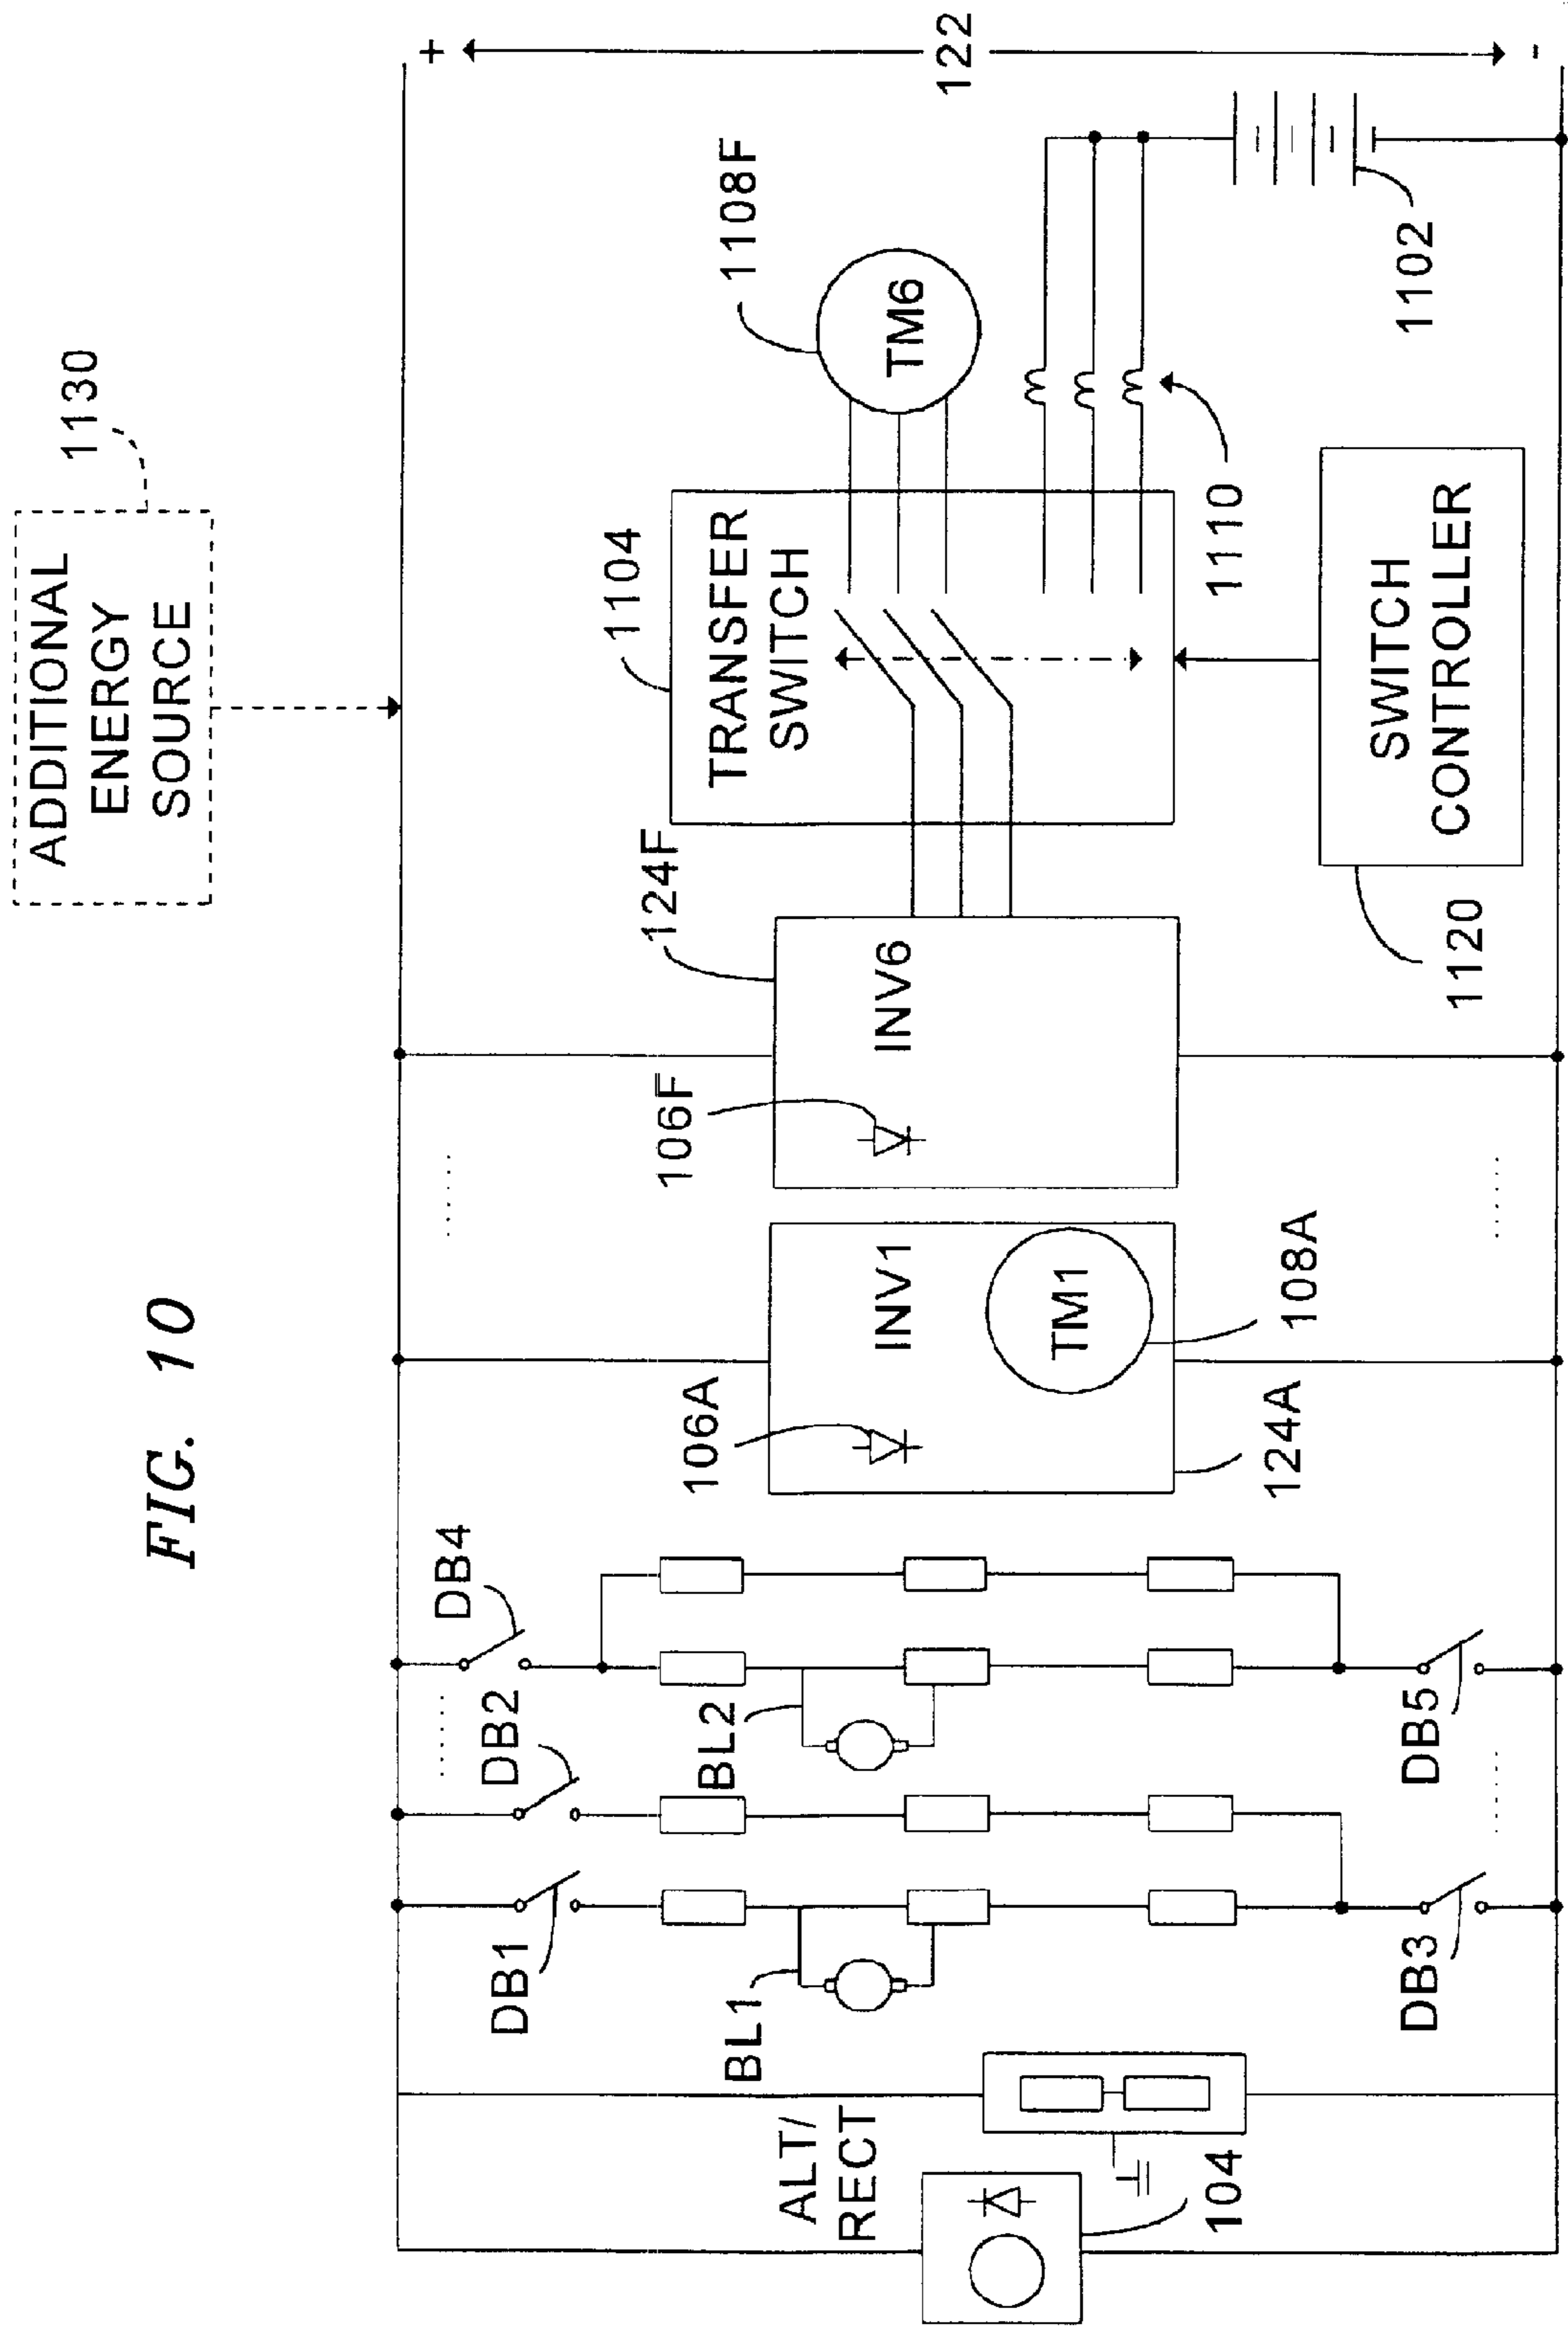 FIG. 10
ADDITIONAL
ENERGY
SOURCE
1130
+
122
-
DB4
DB2
DB1
BL2
BL1
DB5
DB3
ALT/
RECT
104
106A
INV1
TM1
108A
124A
106F
INV6
124F
1104
TRANSFER
SWITCH
1108F
TM6
1110
1102
SWITCH
CONTROLLER
1120